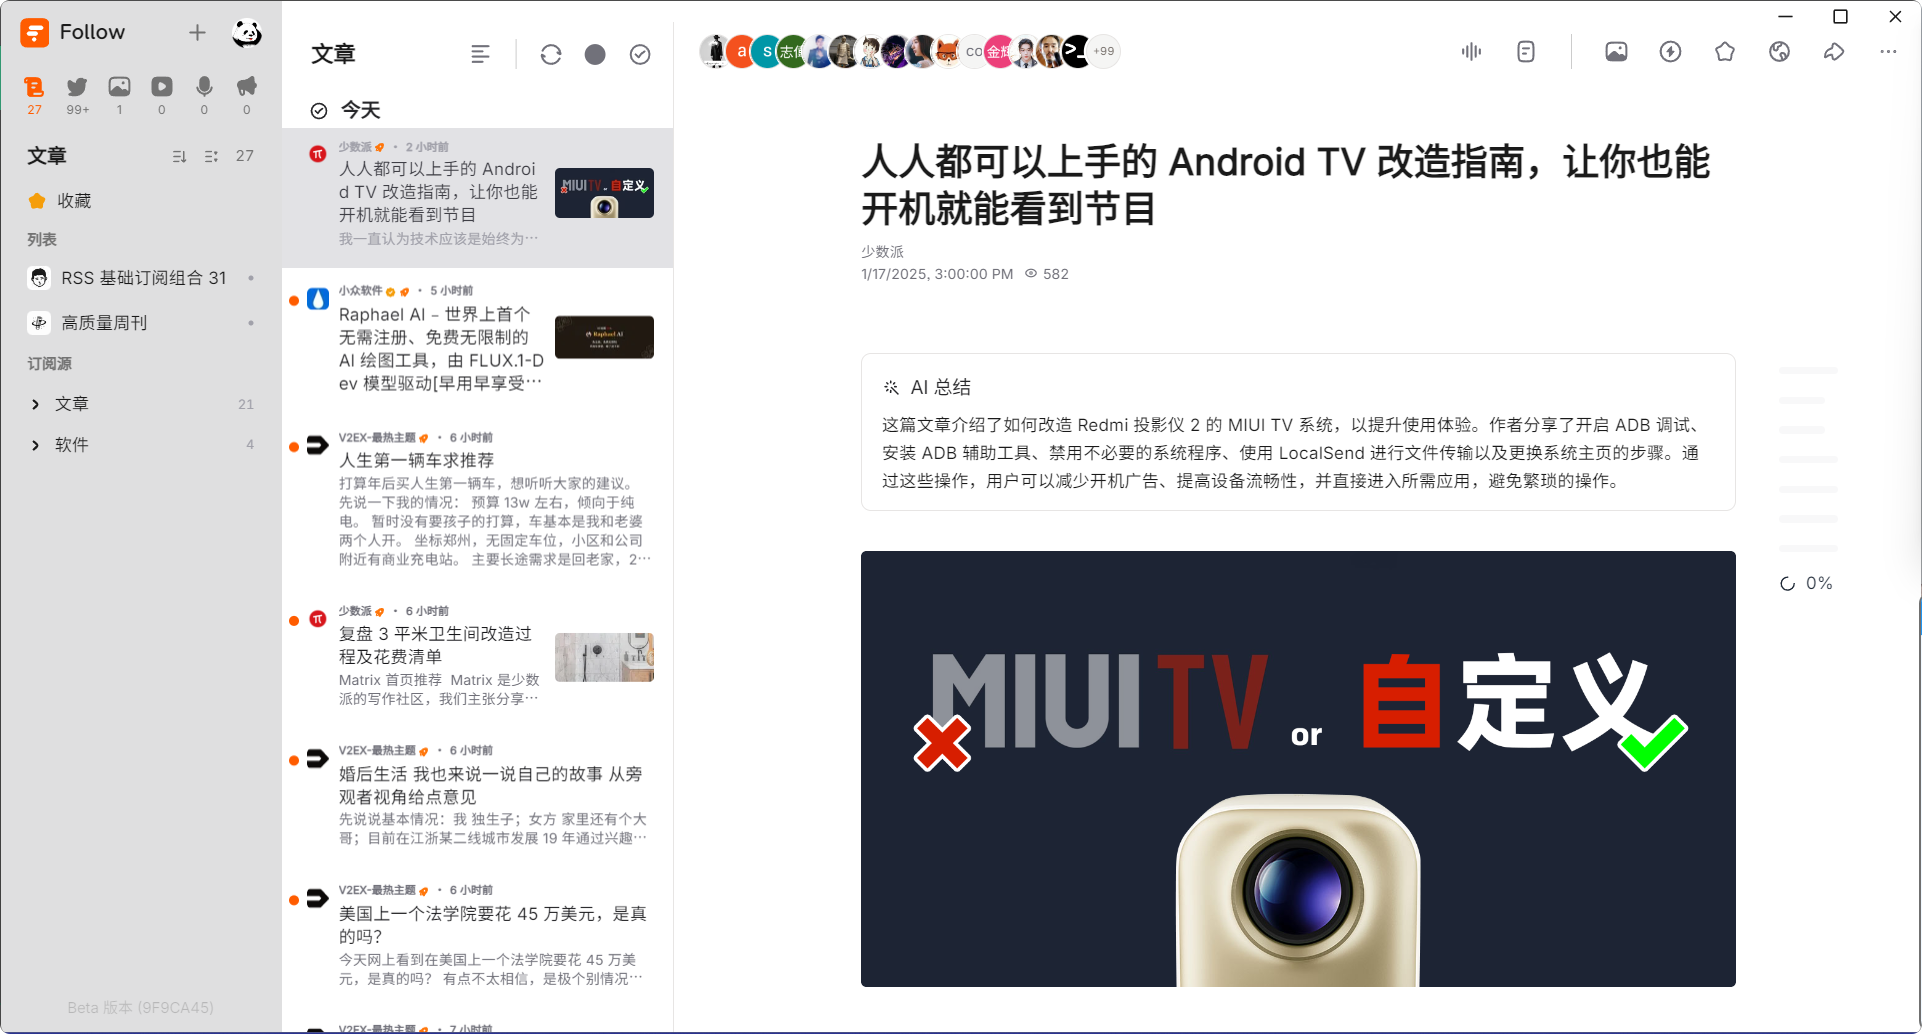 Follow
27
99+
1
0
0
0
文章
27
收藏
列表
RSS 基础订阅组合 31
高质量周刊
订阅源
文章
21
软件
4
Beta 版本 (9F9CA45)
文章
今天
少数派 · 2 小时前
人人都可以上手的 Androi
d TV 改造指南，让你也能
开机就能看到节目
我一直认为技术应该是始终为…
MIUI TV or 自定义
小众软件 · 5 小时前
Raphael AI – 世界上首个
无需注册、免费无限制的
AI 绘图工具，由 FLUX.1-D
ev 模型驱动[早用早享受…
Raphael AI
V2EX-最热主题 · 6 小时前
人生第一辆车求推荐
打算年后买人生第一辆车，想听听大家的建议。
先说一下我的情况： 预算 13w 左右，倾向于纯
电。 暂时没有要孩子的打算，车基本是我和老婆
两个人开。 坐标郑州，无固定车位，小区和公司
附近有商业充电站。 主要长途需求是回老家，2…
少数派 · 6 小时前
复盘 3 平米卫生间改造过
程及花费清单
Matrix 首页推荐 Matrix 是少数
派的写作社区，我们主张分享…
V2EX-最热主题 · 6 小时前
婚后生活 我也来说一说自己的故事 从旁
观者视角给点意见
先说说基本情况：我 独生子；女方 家里还有个大
哥；目前在江浙某二线城市发展 19 年通过兴趣…
V2EX-最热主题 · 6 小时前
美国上一个法学院要花 45 万美元，是真
的吗？
今天网上看到在美国上一个法学院要花 45 万美
元，是真的吗？ 有点不太相信，是极个别情况…
V2EX-最热主题 · 7 小时前
a
s
co
+99
人人都可以上手的 Android TV 改造指南，让你也能
开机就能看到节目
少数派
1/17/2025, 3:00:00 PM 582
AI 总结
这篇文章介绍了如何改造 Redmi 投影仪 2 的 MIUI TV 系统，以提升使用体验。作者分享了开启 ADB 调试、
安装 ADB 辅助工具、禁用不必要的系统程序、使用 LocalSend 进行文件传输以及更换系统主页的步骤。通
过这些操作，用户可以减少开机广告、提高设备流畅性，并直接进入所需应用，避免繁琐的操作。
0%
MIUI TV or 自定义